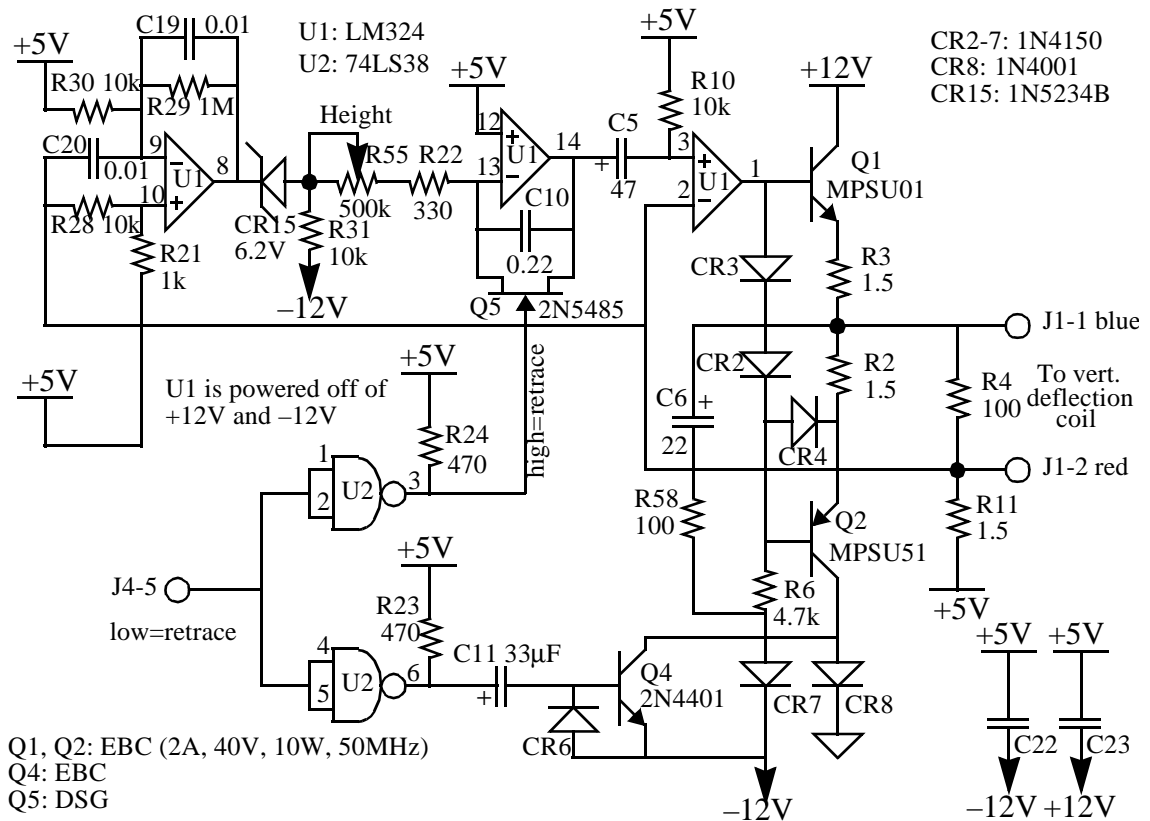 C19 0.01
U1: LM324
U2: 74LS38
+5V
CR2-7: 1N4150
CR8: 1N4001
CR15: 1N5234B
+5V
R30 10k
R29 1M
+5V
R10
10k
+12V
Height
C20
0.01
9
8
10
U1
R28 10k
R21
1k
CR15
6.2V
R55
500k
R22
330
R31
10k
−12V
12
13
14
U1
C10
0.22
C5
47
3
2
1
U1
Q1
MPSU01
R3
1.5
CR3
Q5
2N5485
J1-1 blue
CR2
R2
1.5
R4
100
To vert.
deflection
coil
+5V
U1 is powered off of
+12V and −12V
+5V
R24
470
high=retrace
C6
22
+
CR4
J1-2 red
1
2
3
U2
R58
100
Q2
MPSU51
R11
1.5
+5V
J4-5
low=retrace
+5V
R23
470
R6
4.7k
4
5
6
U2
C11 33µF
+
Q4
2N4401
CR6
CR7
CR8
+5V
+5V
C22
C23
−12V
+12V
−12V
Q1, Q2: EBC (2A, 40V, 10W, 50MHz)
Q4: EBC
Q5: DSG